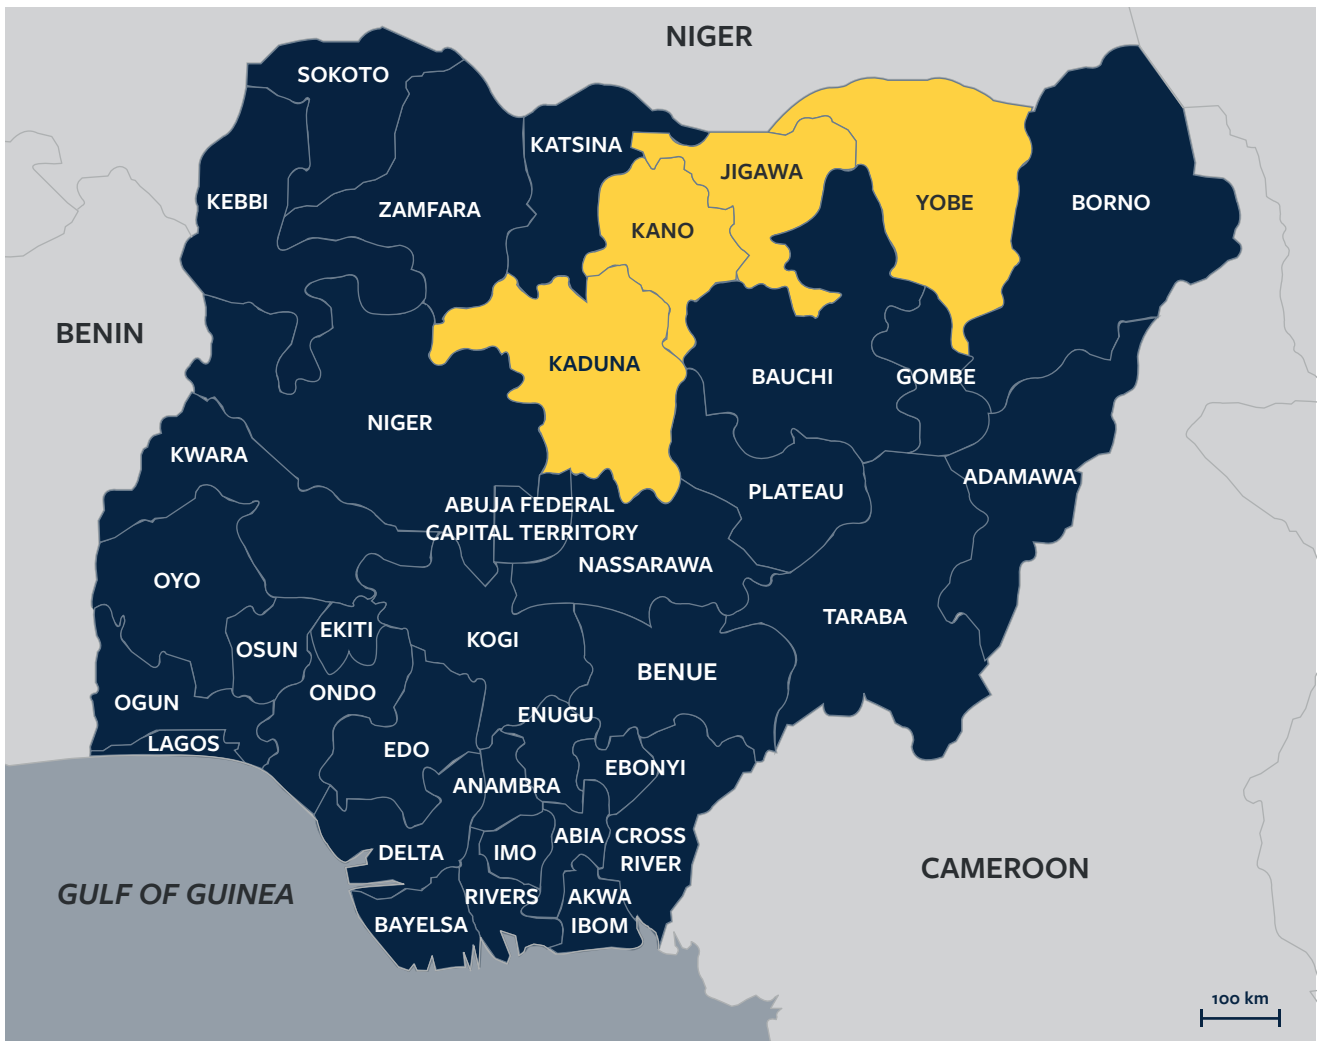 NIGER
SOKOTO
KATSINA
JIGAWA
KEBBI
ZAMFARA
KANO
YOBE
BORNO
BENIN
KADUNA
BAUCHI
GOMBE
NIGER
KWARA
ADAMAWA
PLATEAU
ABUJA FEDERAL
CAPITAL TERRITORY
NASSARAWA
OYO
TARABA
EKITI
OSUN
KOGI
BENUE
ONDO
OGUN
ENUGU
LAGOS
EDO
EBONYI
ANAMBRA
ABIA
CROSS
RIVER
DELTA
IMO
CAMEROON
GULF OF GUINEA
RIVERS
AKWA
IBOM
BAYELSA
100 km